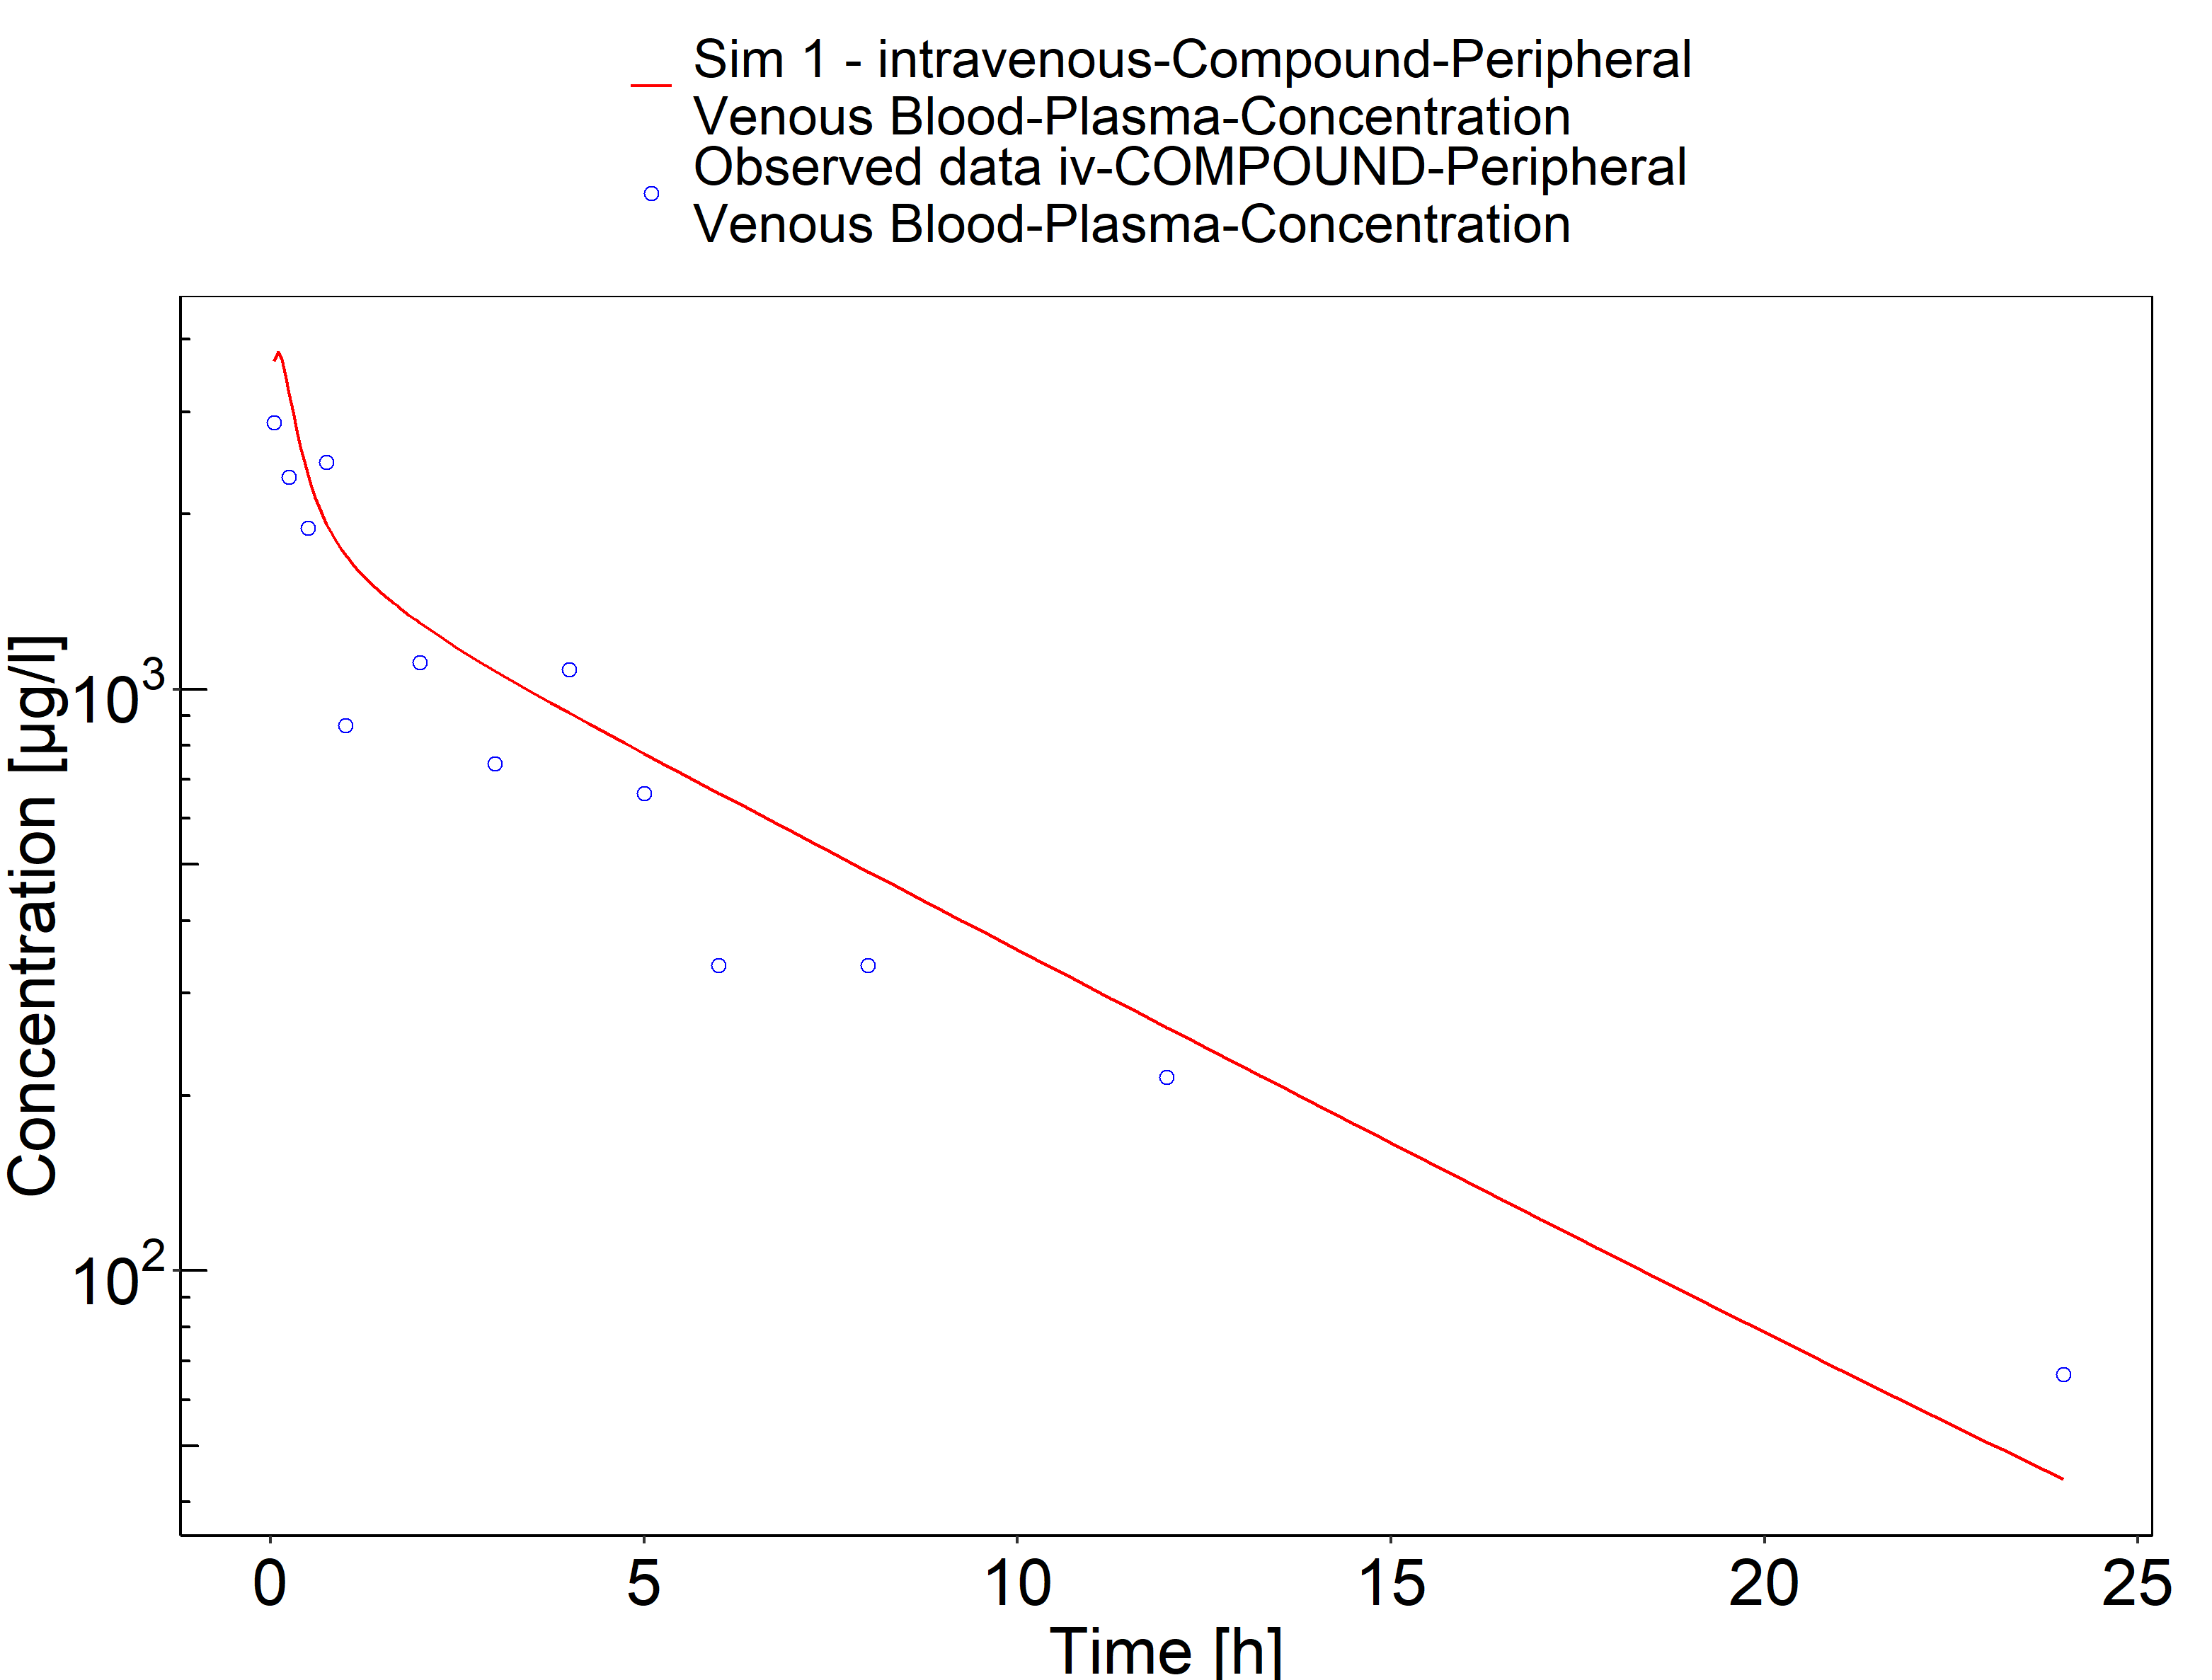 Sim 1 - intravenous-Compound-Peripheral
Venous Blood-Plasma-Concentration
Observed data iv-COMPOUND-Peripheral
Venous Blood-Plasma-Concentration
Concentration [µg/l]
10³
10²
0 5 10 15 20 25
Time [h]